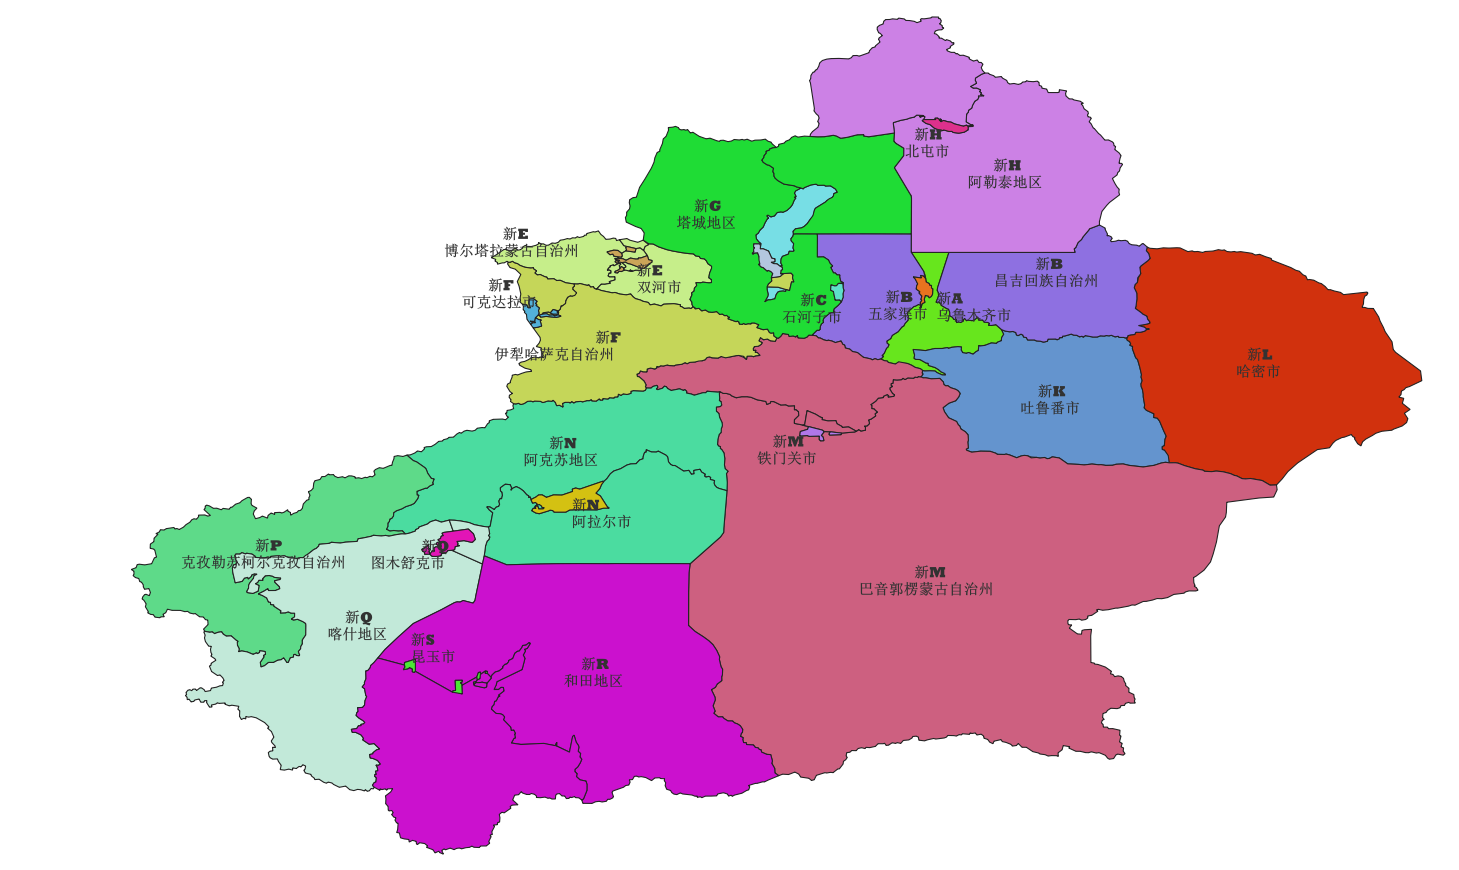 新H
北屯市
新H
阿勒泰地区
新G
塔城地区
新E
博尔塔拉蒙古自治州
新E
双河市
新F
可克达拉市
新B
昌吉回族自治州
新C
石河子市
新B
五家渠市
新A
乌鲁木齐市
新F
伊犁哈萨克自治州
新L
哈密市
新K
吐鲁番市
新N
阿克苏地区
新M
铁门关市
新N
阿拉尔市
新P
克孜勒苏柯尔克孜自治州
新Q
图木舒克市
新M
巴音郭楞蒙古自治州
新Q
喀什地区
新S
昆玉市
新R
和田地区